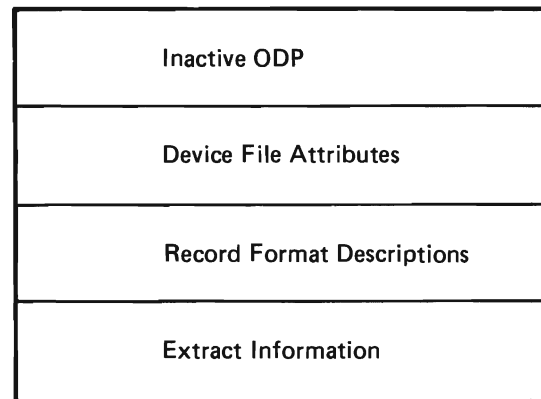 Inactive ODP
Device File Attributes
Record Format Descriptions
Extract Information